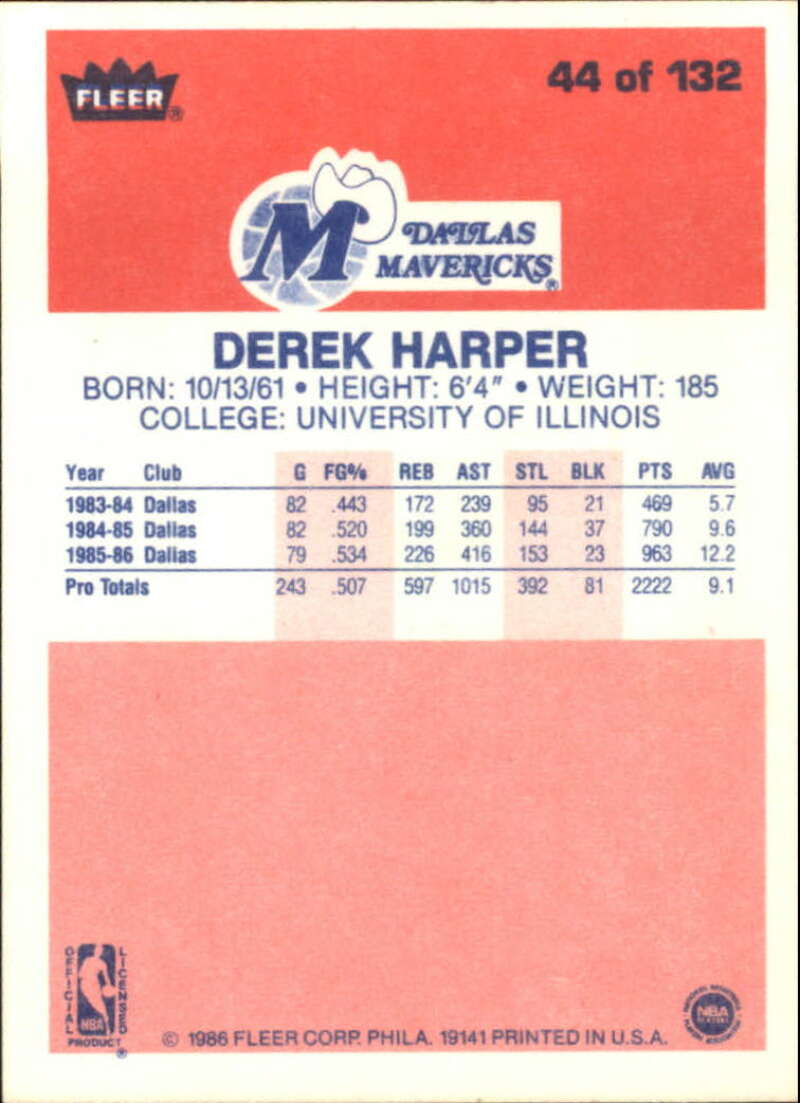 44 of 132
FLEER®
M DALLAS
MAVERICKS®
DEREK HARPER
BORN: 10/13/61 • HEIGHT: 6'4" • WEIGHT: 185
COLLEGE: UNIVERSITY OF ILLINOIS
Year Club G FG% REB AST STL BLK PTS AVG
1983-84 Dallas 82 .443 172 239 95 21 469 5.7
1984-85 Dallas 82 .520 199 360 144 37 790 9.6
1985-86 Dallas 79 .534 226 416 153 23 963 12.2
Pro Totals 243 .507 597 1015 392 81 2222 9.1
OFFICIAL LICENSED
NBA
PRODUCT®
© 1986 FLEER CORP. PHILA. 19141 PRINTED IN U.S.A.
NBA
PLAYERS